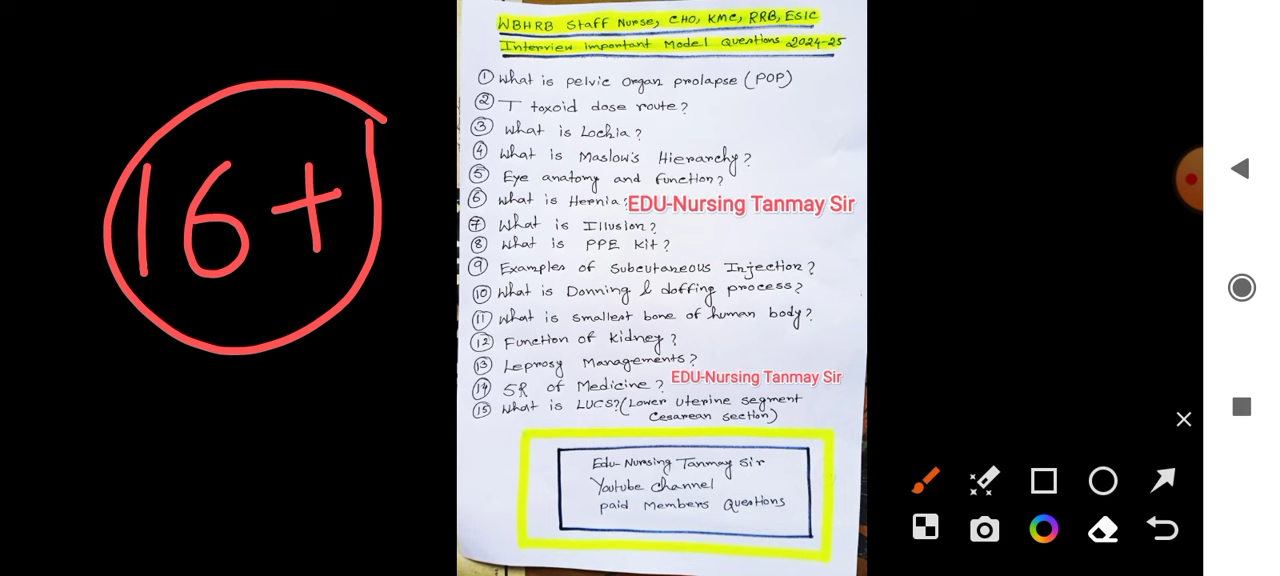 16+
WBHRB Staff Nurse, CHO, KMC, RRB, ESIC
Interview important Model Questions 2024-25
① What is pelvic organ prolapse (POP)
② T toxoid dose route?
③ What is Lochia?
④ What is Maslow's Hierarchy?
⑤ Eye anatomy and function?
⑥ What is Hernia?
EDU-Nursing Tanmay Sir
⑦ What is Illusion?
⑧ What is PPE Kit?
⑨ Examples of Subcutaneous Injection?
⑩ What is Donning & doffing process?
⑪ What is smallest bone of human body?
⑫ Function of Kidney?
⑬ Leprosy Managements?
EDU-Nursing Tanmay Sir
⑭ 5R of Medicine?
⑮ What is LUCS? (Lower uterine segment
Cesarean section)
Edu-Nursing Tanmay Sir
Youtube channel
paid Members Questions